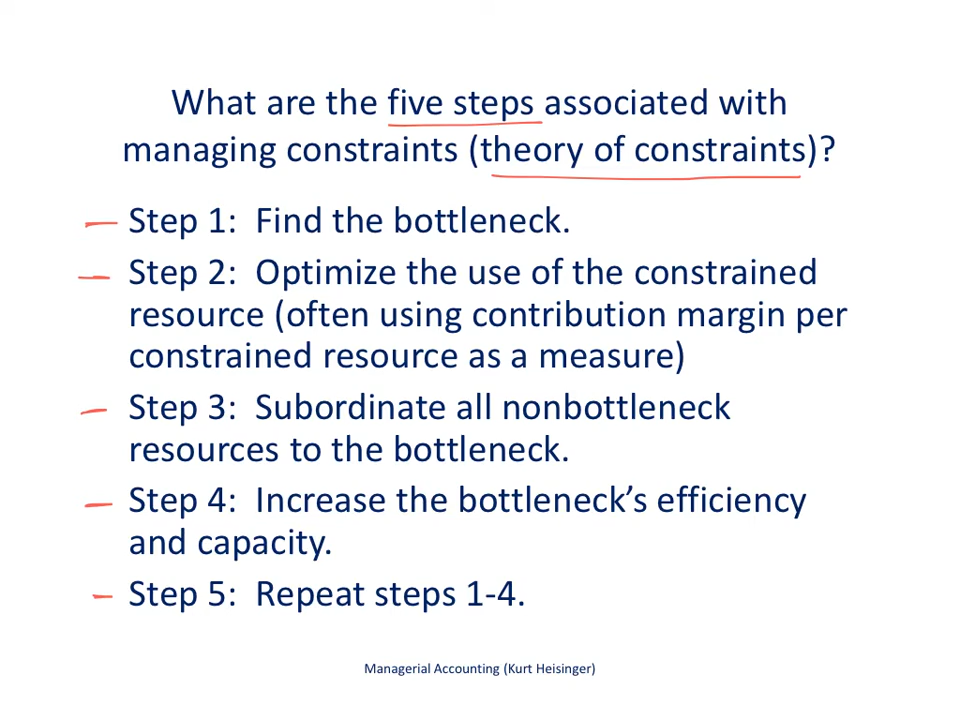 What are the five steps associated with
managing constraints (theory of constraints)?
Step 1:  Find the bottleneck.
Step 2:  Optimize the use of the constrained
resource (often using contribution margin per
constrained resource as a measure)
Step 3:  Subordinate all nonbottleneck
resources to the bottleneck.
Step 4:  Increase the bottleneck’s efficiency
and capacity.
Step 5:  Repeat steps 1-4.
Managerial Accounting (Kurt Heisinger)